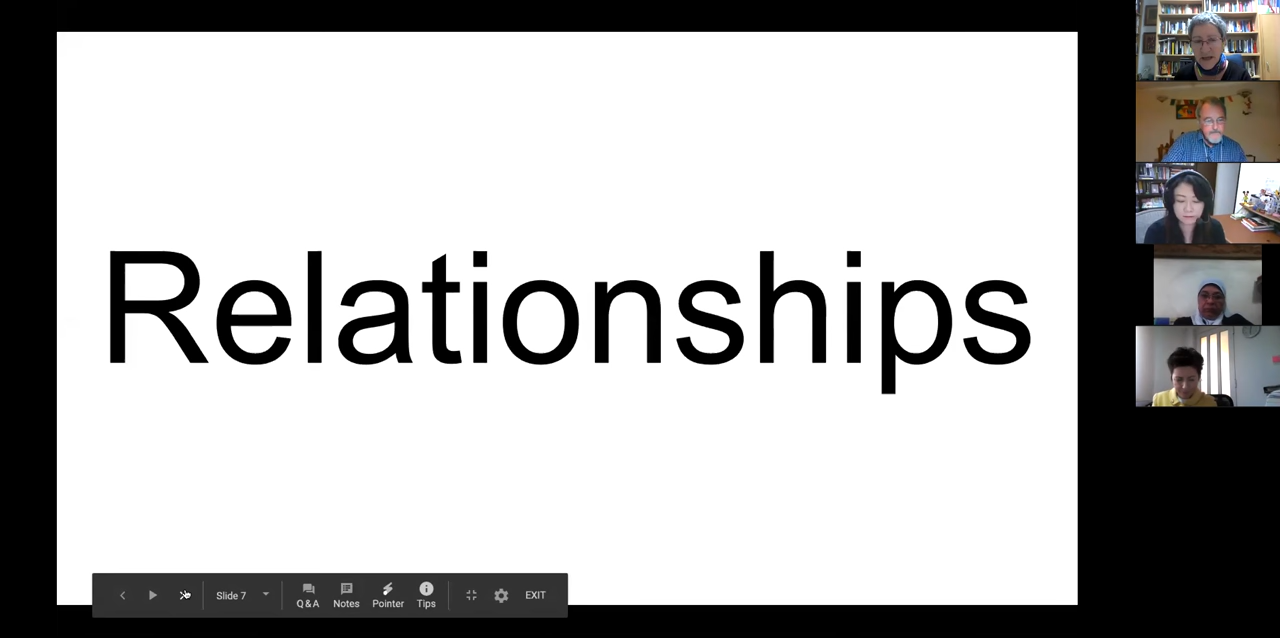 Relationships
Slide 7
Q&A
Notes
Pointer
Tips
EXIT